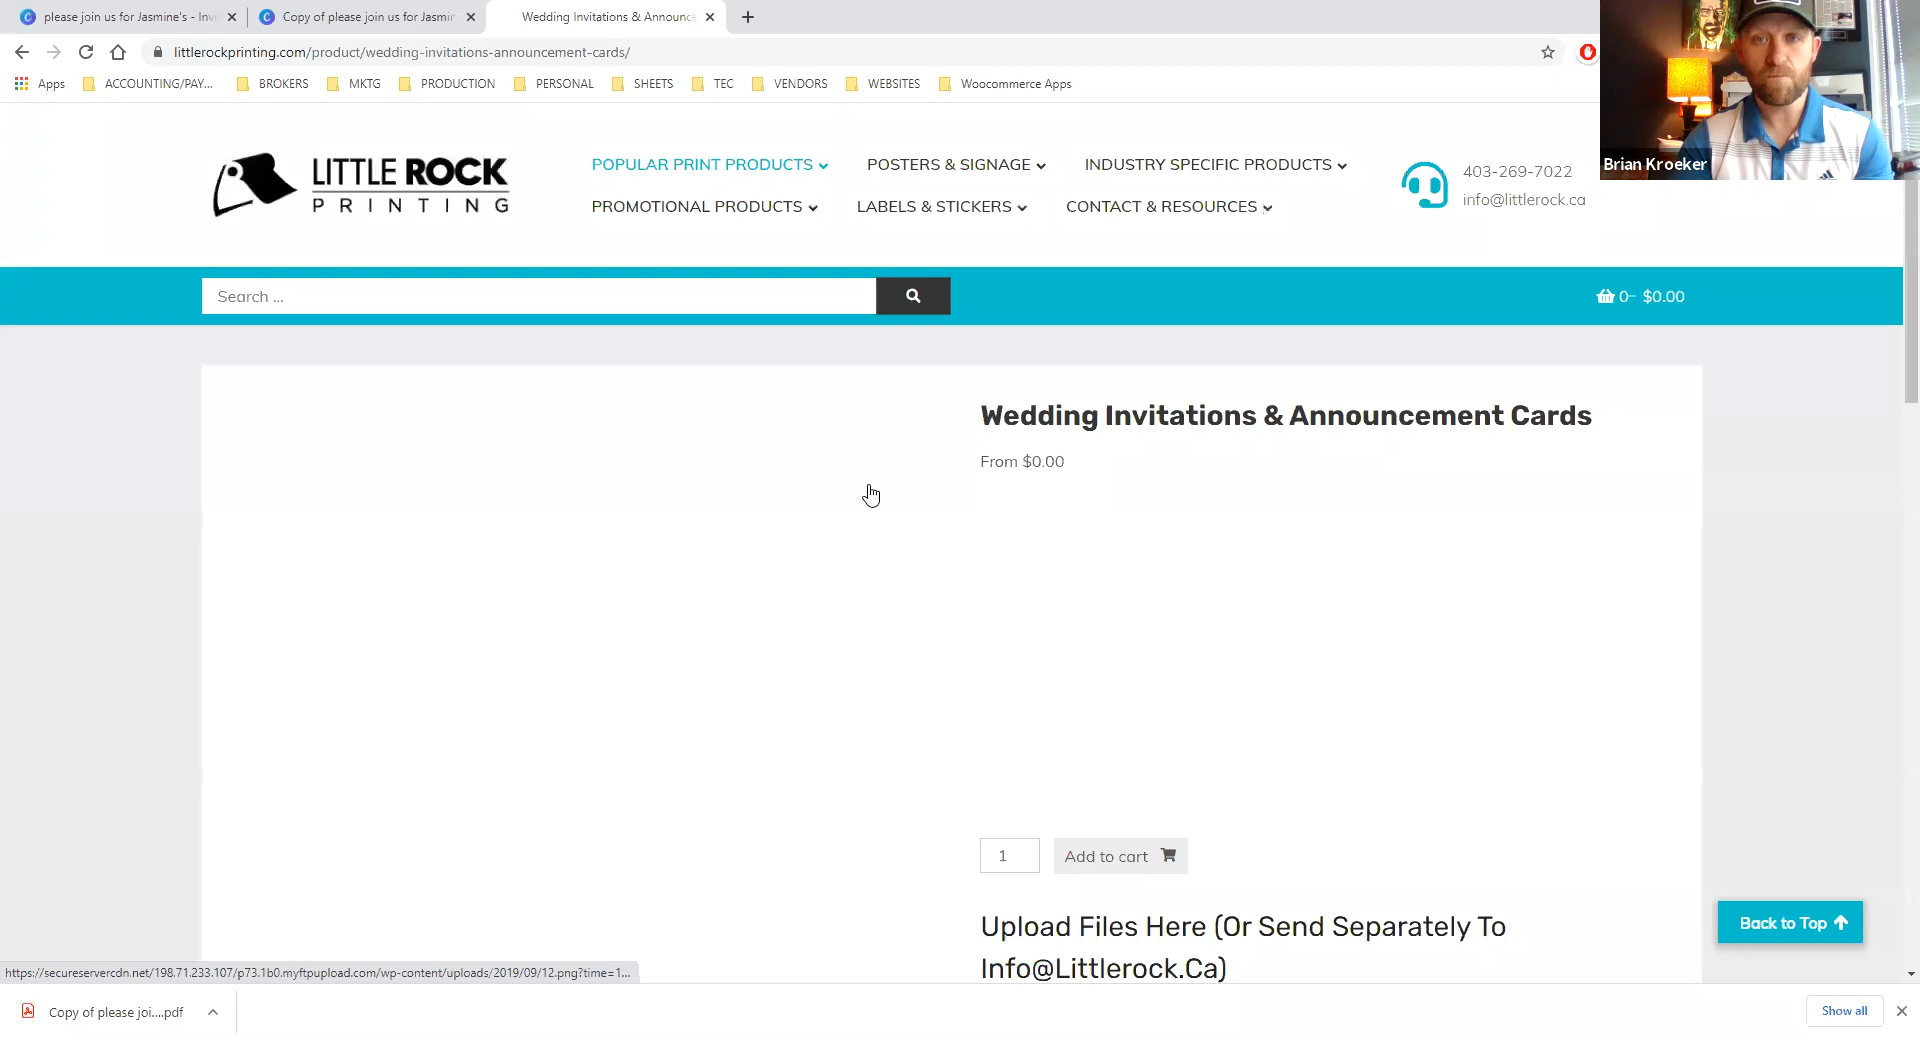 please join us for Jasmine's - Inv
Copy of please join us for Jasmin
Wedding Invitations & Announc
littlerockprinting.com/product/wedding-invitations-announcement-cards/
Apps
ACCOUNTING/PAY...
BROKERS
MKTG
PRODUCTION
PERSONAL
SHEETS
TEC
VENDORS
WEBSITES
Woocommerce Apps
Brian Kroeker
LITTLE ROCK
PRINTING
POPULAR PRINT PRODUCTS
POSTERS & SIGNAGE
INDUSTRY SPECIFIC PRODUCTS
PROMOTIONAL PRODUCTS
LABELS & STICKERS
CONTACT & RESOURCES
403-269-7022
info@littlerock.ca
Search ...
0- $0.00
Wedding Invitations & Announcement Cards
From $0.00
1
Add to cart
Upload Files Here (Or Send Separately To
Info@Littlerock.Ca)
Back to Top
https://secureservercdn.net/198.71.233.107/p73.1b0.myftpupload.com/wp-content/uploads/2019/09/12.png?time=1...
Copy of please joi....pdf
Show all